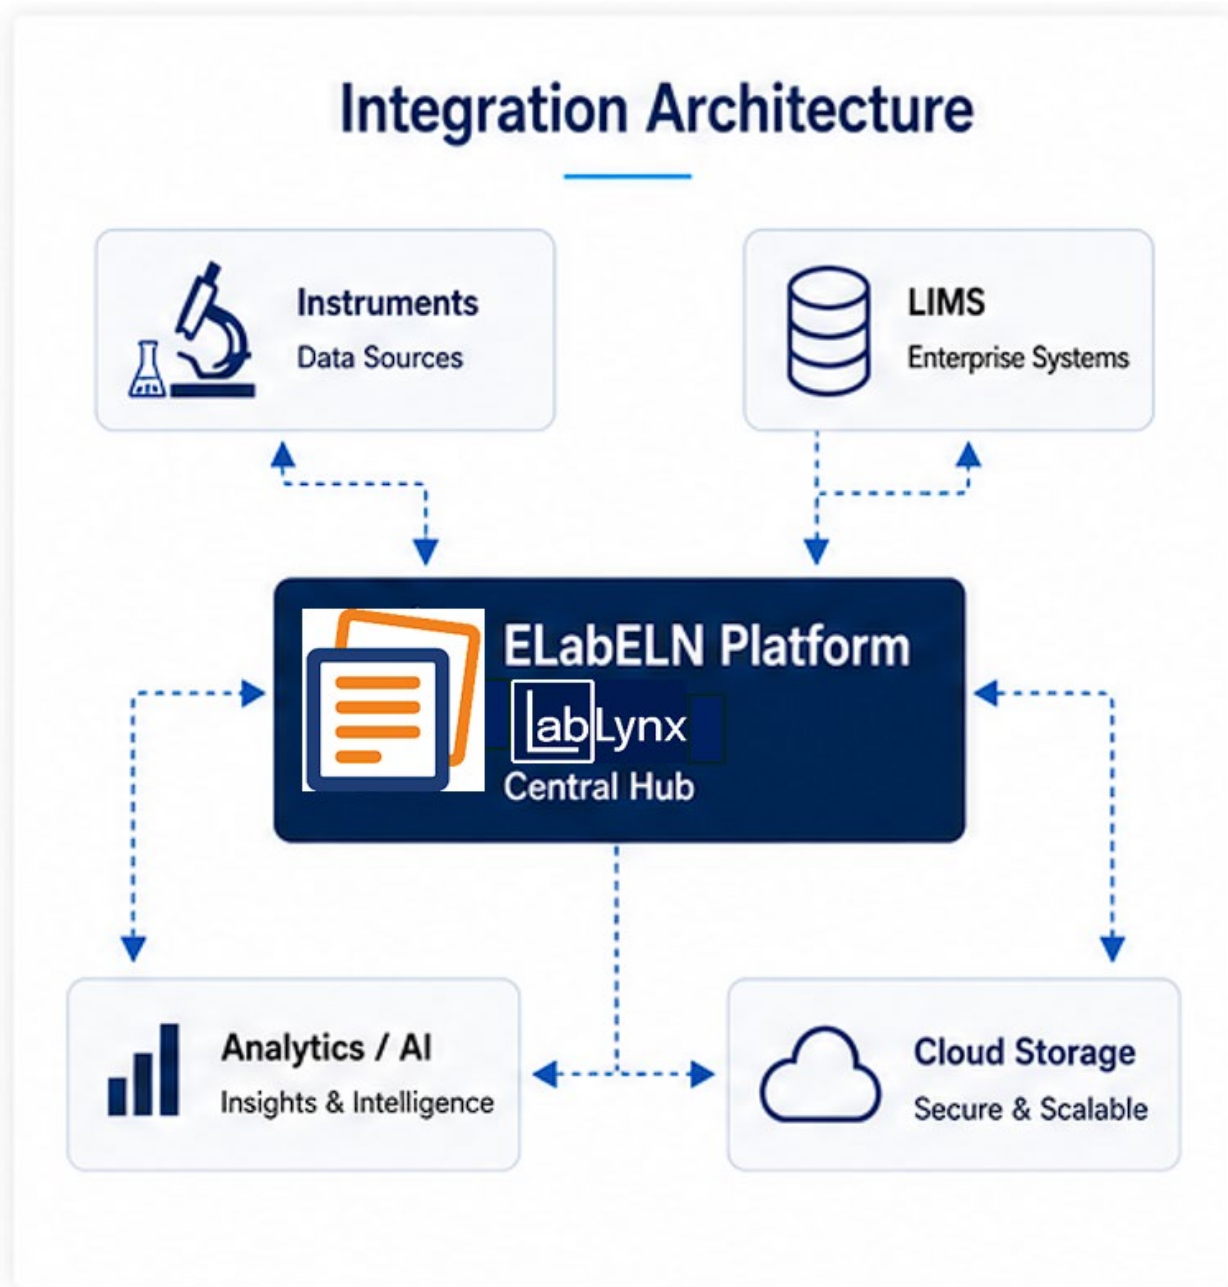 Integration Architecture
Instruments
Data Sources
LIMS
Enterprise Systems
ELabELN Platform
LabLynx
Central Hub
Analytics / AI
Insights & Intelligence
Cloud Storage
Secure & Scalable